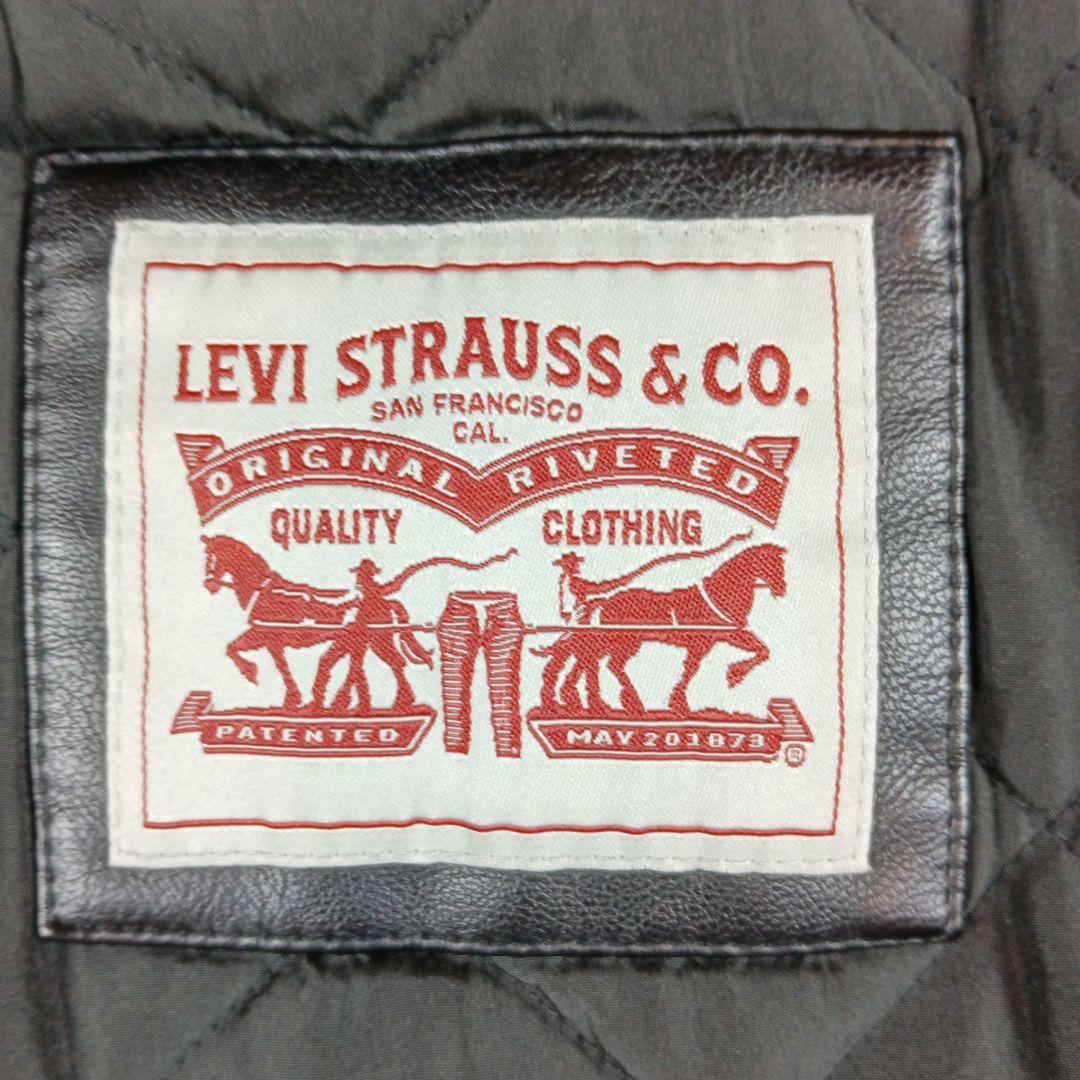 LEVI STRAUSS & CO.
SAN FRANCISCO
CAL.
ORIGINAL RIVETED
QUALITY CLOTHING
PATENTED MAY 20 1873
®